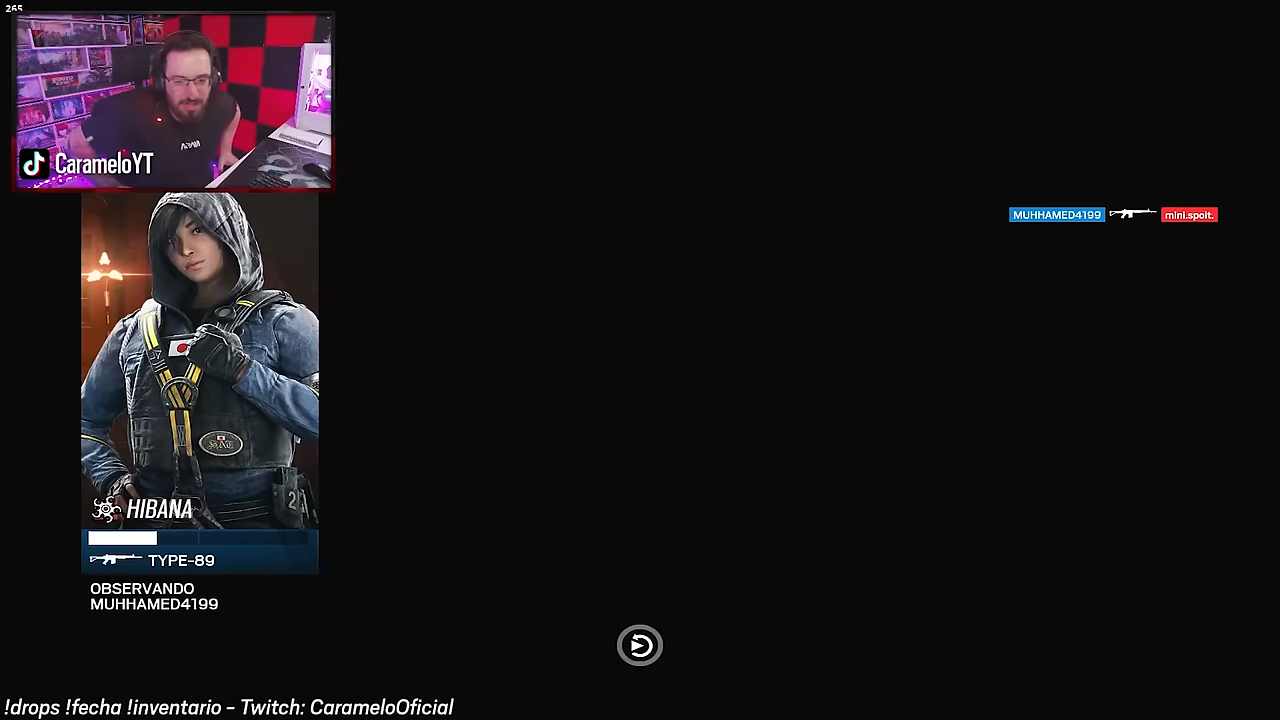 265
CarameloYT
MUHHAMED4199 mini.spoit.
HIBANA
TYPE-89
OBSERVANDO
MUHHAMED4199
!drops !fecha !inventario - Twitch: CarameloOficial